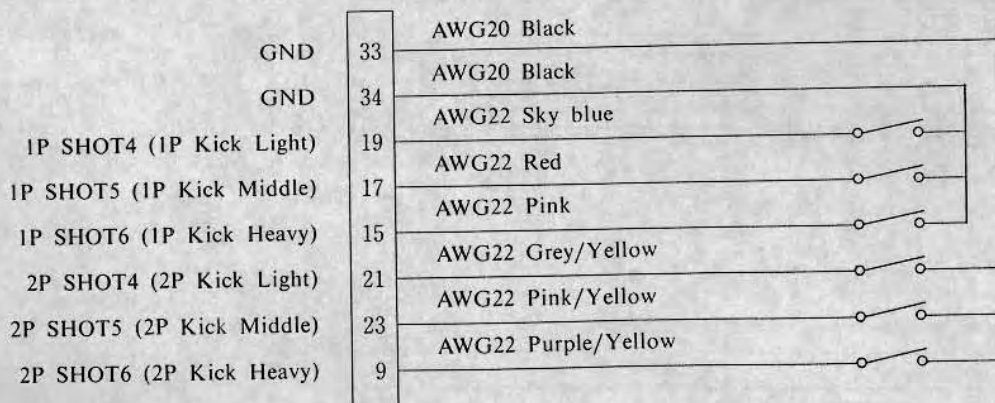 AWG20 Black
GND 33
AWG20 Black
GND 34
AWG22 Sky blue
1P SHOT4 (1P Kick Light) 19
AWG22 Red
1P SHOT5 (1P Kick Middle) 17
AWG22 Pink
1P SHOT6 (1P Kick Heavy) 15
AWG22 Grey/Yellow
2P SHOT4 (2P Kick Light) 21
AWG22 Pink/Yellow
2P SHOT5 (2P Kick Middle) 23
AWG22 Purple/Yellow
2P SHOT6 (2P Kick Heavy) 9